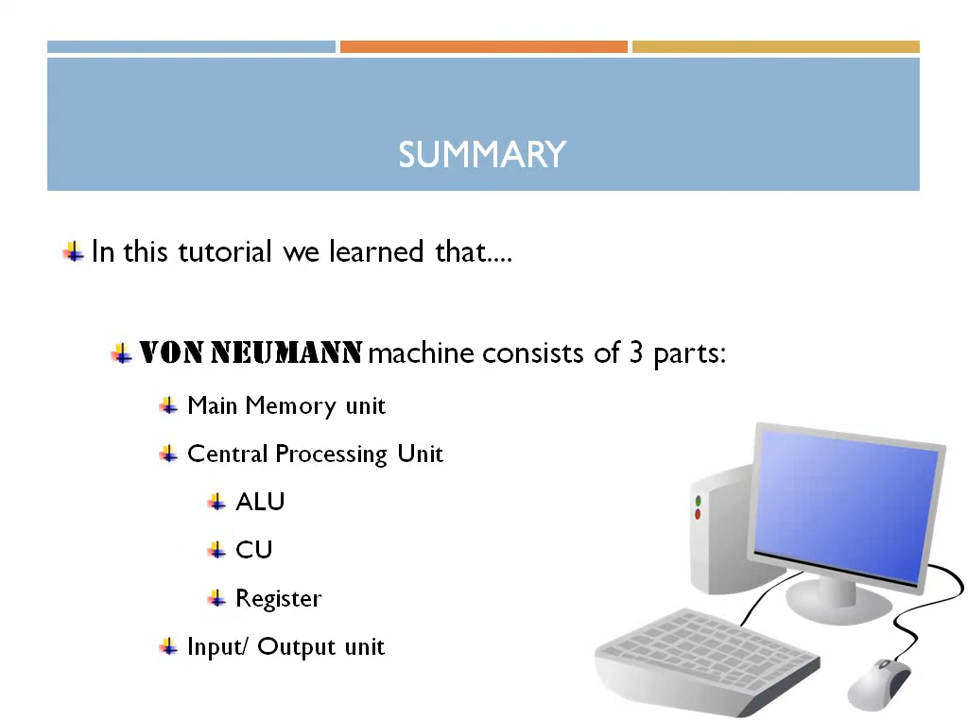 SUMMARY
In this tutorial we learned that....
VON NEUMANN machine consists of 3 parts:
Main Memory unit
Central Processing Unit
ALU
CU
Register
Input/ Output unit